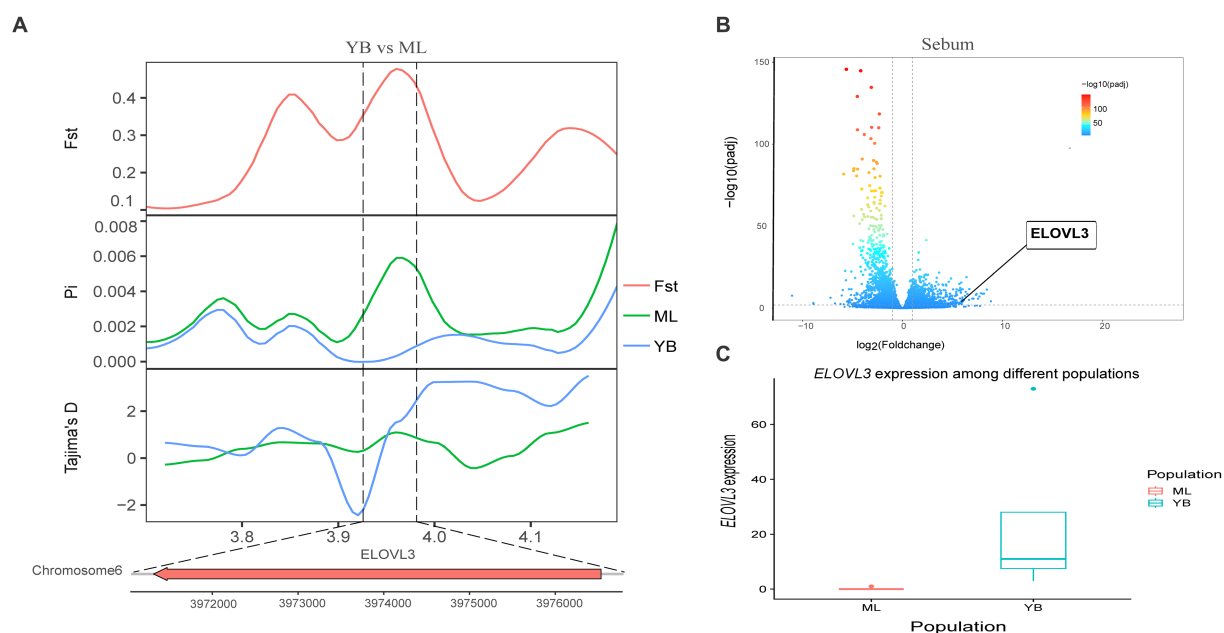 A
YB vs ML
Fst
0.4
0.3
0.2
0.1
Pi
0.008
0.006
0.004
0.002
0.000
Tajima's D
2
0
−2
3.8
3.9
4.0
4.1
Fst
ML
YB
ELOVL3
Chromosome6
3972000
3973000
3974000
3975000
3976000
B
Sebum
−log10(padj)
150
100
50
0
−10
0
10
20
log2(Foldchange)
−log10(padj)
100
50
ELOVL3
C
ELOVL3 expression among different populations
ELOVL3 expression
60
40
20
0
ML
YB
Population
Population
ML
YB